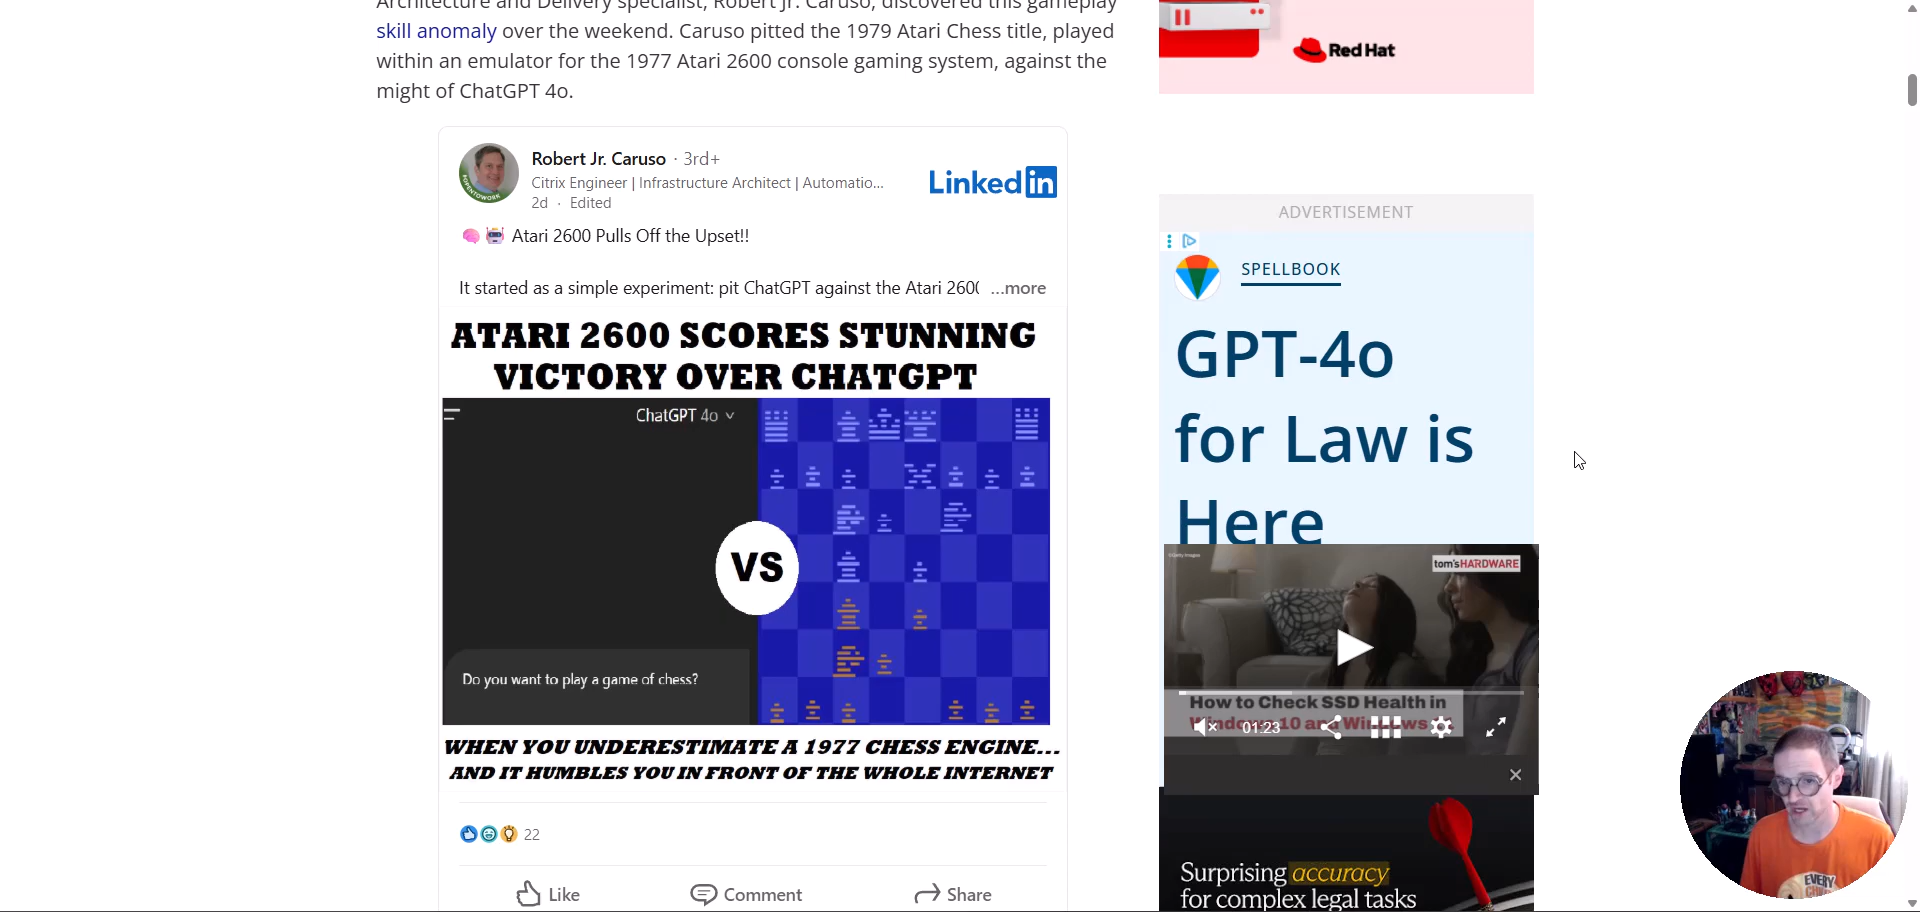 Architecture and Delivery specialist, Robert Jr. Caruso, discovered this gameplay
skill anomaly over the weekend. Caruso pitted the 1979 Atari Chess title, played
within an emulator for the 1977 Atari 2600 console gaming system, against the
might of ChatGPT 4o.
Robert Jr. Caruso · 3rd+
Citrix Engineer | Infrastructure Architect | Automatio...
2d · Edited
LinkedIn
#OPENTOWORK
🧠 🤖 Atari 2600 Pulls Off the Upset!!
It started as a simple experiment: pit ChatGPT against the Atari 2600 ...more
ATARI 2600 SCORES STUNNING
VICTORY OVER CHATGPT
ChatGPT 4o
VS
Do you want to play a game of chess?
WHEN YOU UNDERESTIMATE A 1977 CHESS ENGINE...
AND IT HUMBLES YOU IN FRONT OF THE WHOLE INTERNET
22
Like
Comment
Share
Red Hat
ADVERTISEMENT
SPELLBOOK
GPT-4o
for Law is
Here
tom'sHARDWARE
How to Check SSD Health in
Windows 10 and Windows
01:23
Surprising accuracy
for complex legal tasks
EVERY